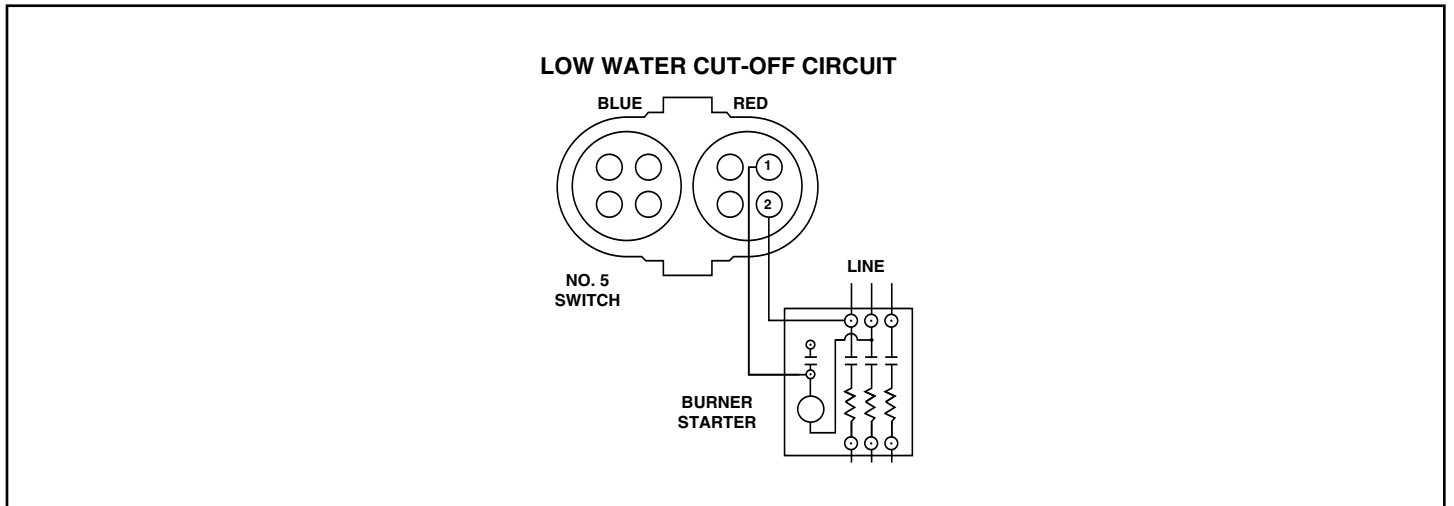 LOW WATER CUT-OFF CIRCUIT
BLUE
RED
1
2
NO. 5
SWITCH
LINE
BURNER
STARTER